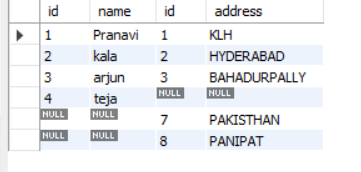 id name id address
1 Pranavi 1 KLH
2 kala 2 HYDERABAD
3 arjun 3 BAHADURPALLY
4 teja NULL NULL
NULL NULL 7 PAKISTHAN
NULL NULL 8 PANIPAT